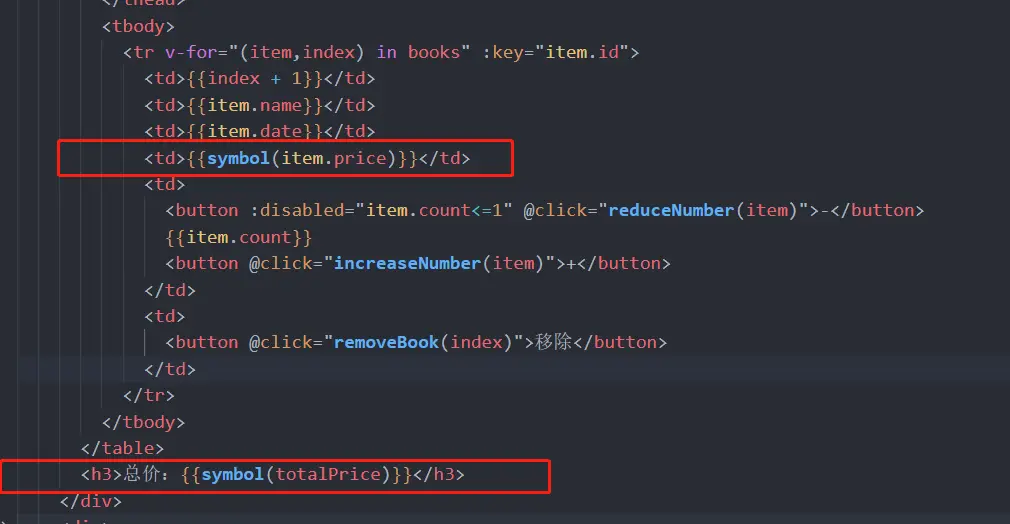 </thead>
<tbody>
<tr v-for="(item,index) in books" :key="item.id">
<td>{{index + 1}}</td>
<td>{{item.name}}</td>
<td>{{item.date}}</td>
<td>{{symbol(item.price)}}</td>
<td>
<button :disabled="item.count<=1" @click="reduceNumber(item)">-</button>
{{item.count}}
<button @click="increaseNumber(item)">+</button>
</td>
<td>
<button @click="removeBook(index)">移除</button>
</td>
</tr>
</tbody>
</table>
<h3>总价：{{symbol(totalPrice)}}</h3>
</div>
<div>